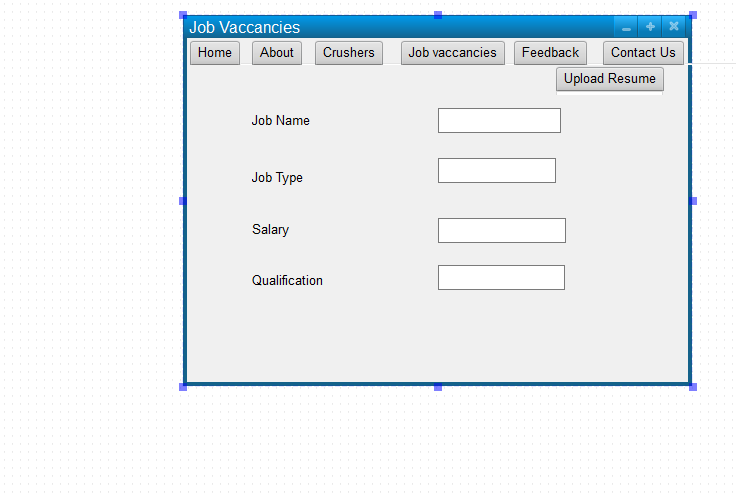 Job Vaccancies
Home About Crushers Job vaccancies Feedback Contact Us
Upload Resume
Job Name
Job Type
Salary
Qualification